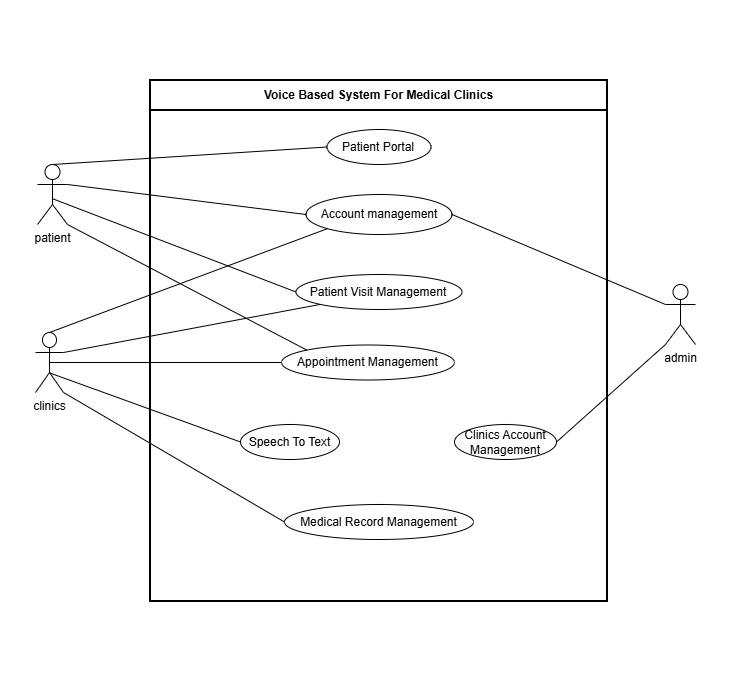 Voice Based System For Medical Clinics
Patient Portal
patient
Account management
Patient Visit Management
Appointment Management
admin
clinics
Speech To Text
Clinics Account
Management
Medical Record Management